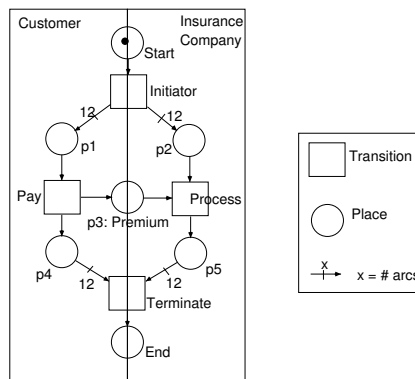 Customer
Insurance
Company
Start
Initiator
12
12
p1
p2
Pay
Process
p3: Premium
p4
p5
12
12
Terminate
End
Transition
Place
x
x = # arcs